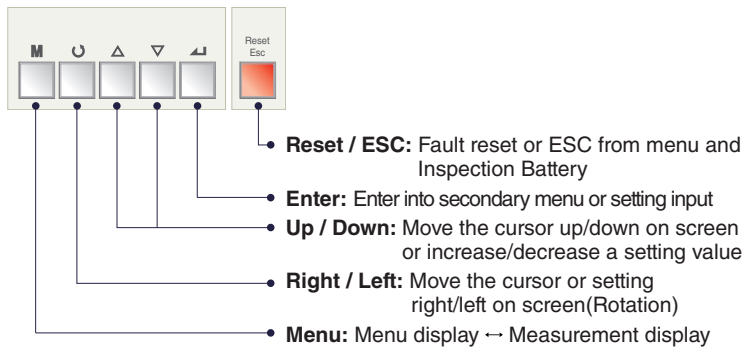 M
Reset
Esc
Reset / ESC: Fault reset or ESC from menu and
Inspection Battery
Enter: Enter into secondary menu or setting input
Up / Down: Move the cursor up/down on screen
or increase/decrease a setting value
Right / Left: Move the cursor or setting
right/left on screen(Rotation)
Menu: Menu display ↔ Measurement display